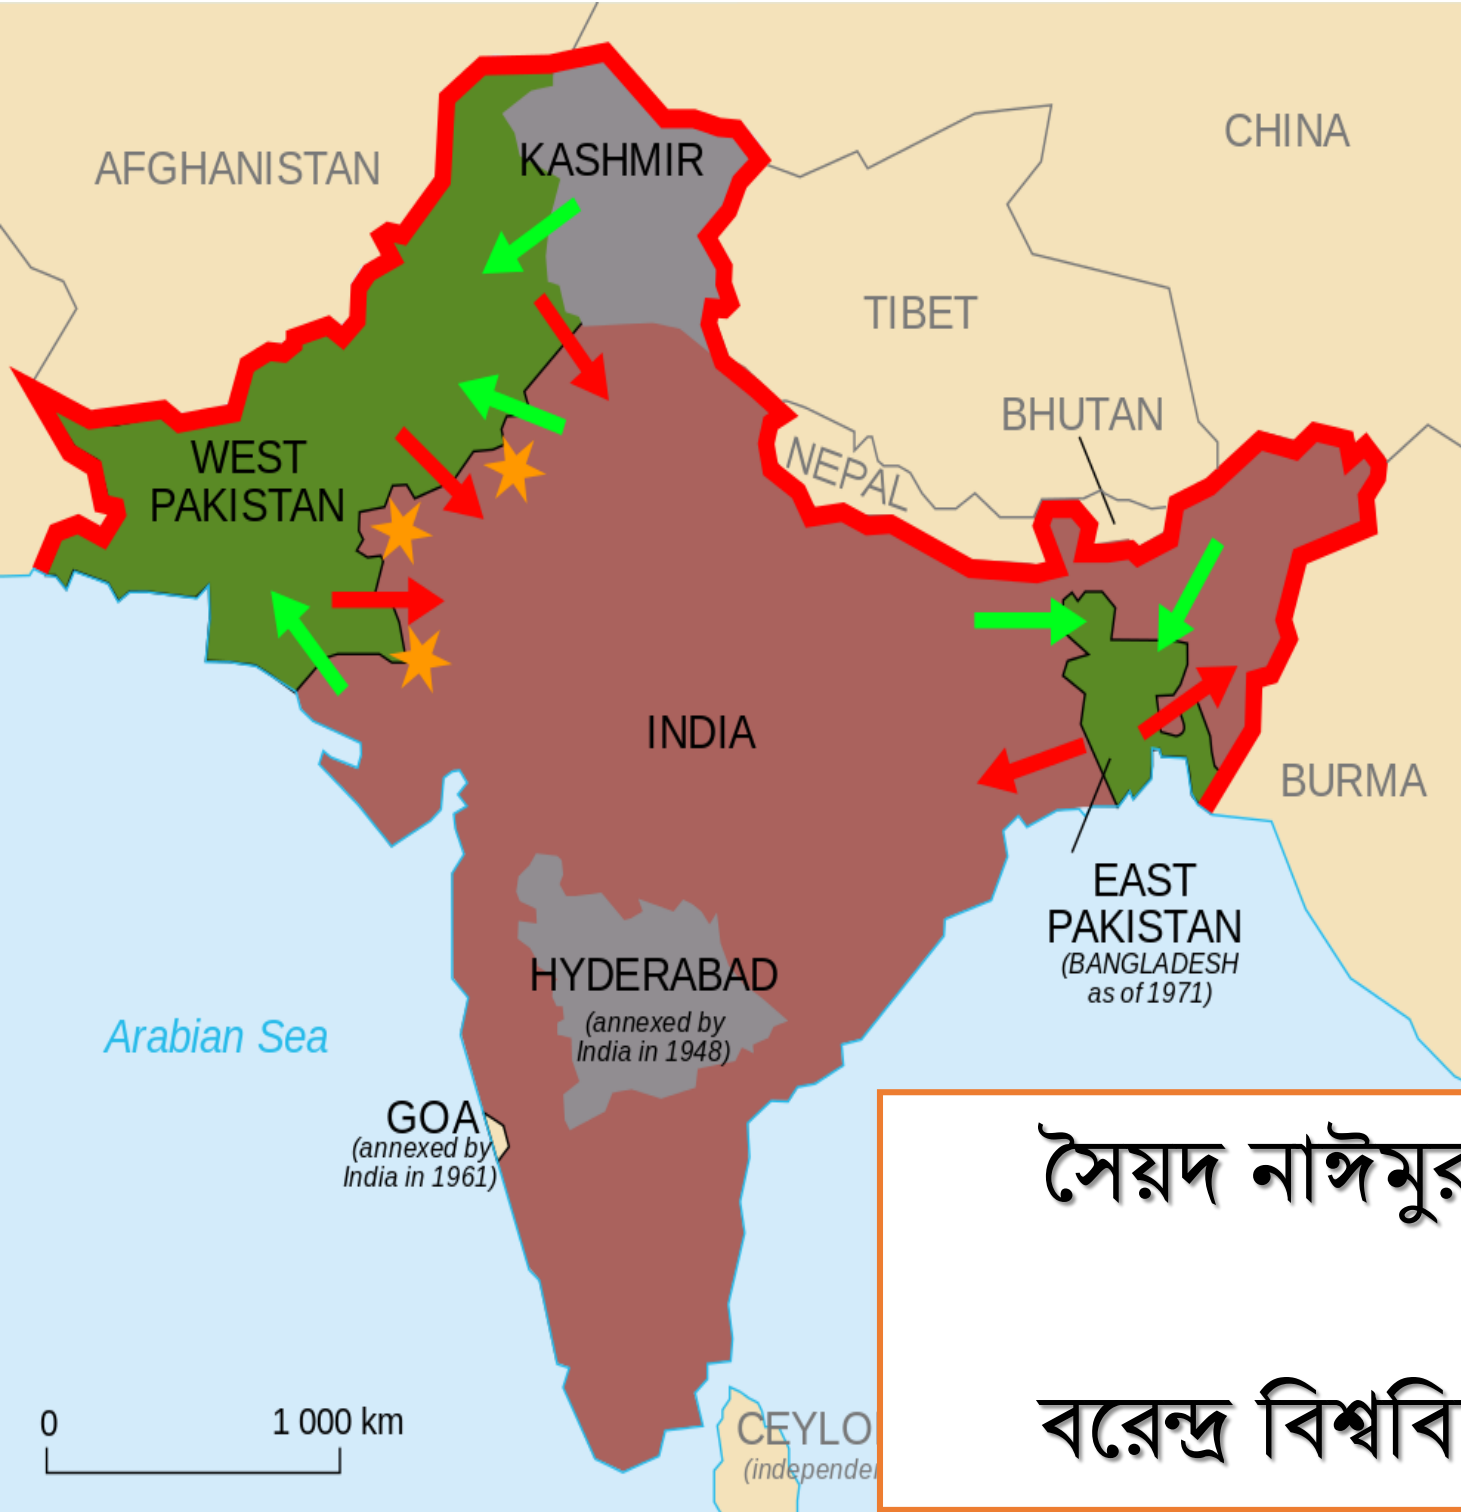 CHINA
AFGHANISTAN
KASHMIR
TIBET
BHUTAN
NEPAL
WEST
PAKISTAN
INDIA
BURMA
EAST
PAKISTAN
(BANGLADESH
as of 1971)
HYDERABAD
(annexed by
India in 1948)
Arabian Sea
GOA
(annexed by
India in 1961)
সৈয়দ
বরেন্দ্র
0 1 000 km